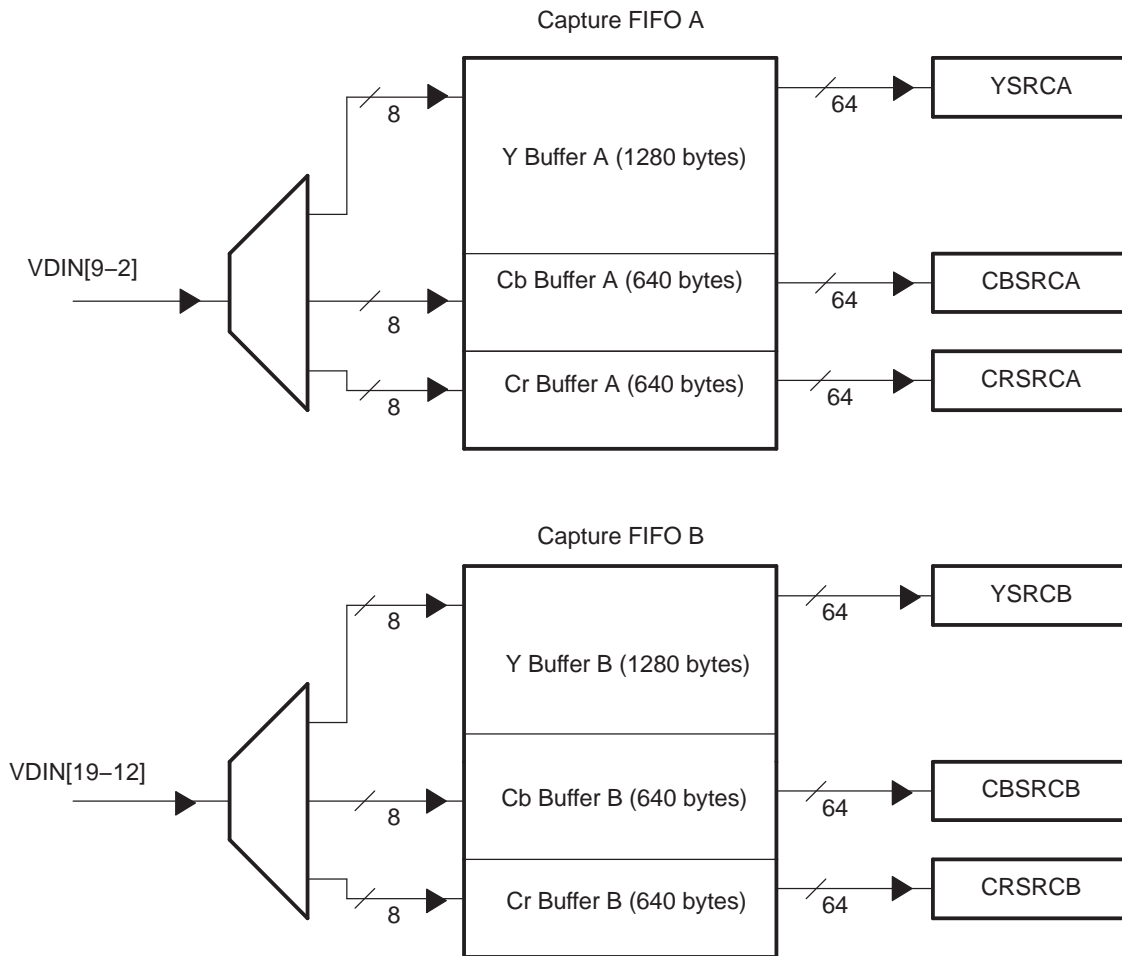 Capture FIFO A
8
64
YSRCA
Y Buffer A (1280 bytes)
VDIN[9–2]
8
Cb Buffer A (640 bytes)
64
CBSRCA
8
Cr Buffer A (640 bytes)
64
CRSRCA
Capture FIFO B
8
64
YSRCB
Y Buffer B (1280 bytes)
VDIN[19–12]
8
Cb Buffer B (640 bytes)
64
CBSRCB
8
Cr Buffer B (640 bytes)
64
CRSRCB